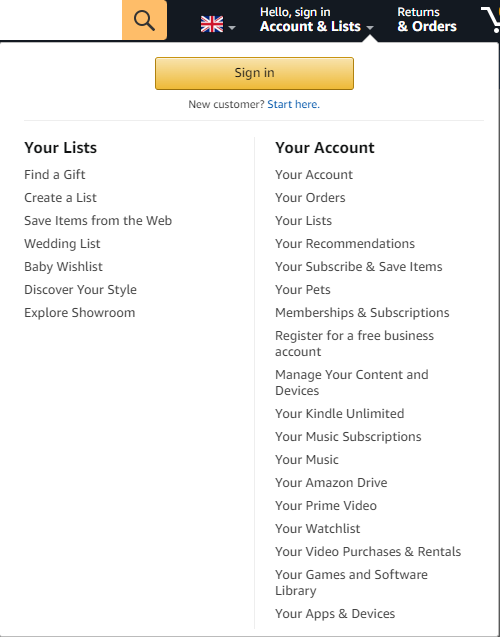 Hello, sign in
Account & Lists
Returns
& Orders
Sign in
New customer? Start here.
Your Lists
Find a Gift
Create a List
Save Items from the Web
Wedding List
Baby Wishlist
Discover Your Style
Explore Showroom
Your Account
Your Account
Your Orders
Your Lists
Your Recommendations
Your Subscribe & Save Items
Your Pets
Memberships & Subscriptions
Register for a free business
account
Manage Your Content and
Devices
Your Kindle Unlimited
Your Music Subscriptions
Your Music
Your Amazon Drive
Your Prime Video
Your Watchlist
Your Video Purchases & Rentals
Your Games and Software
Library
Your Apps & Devices